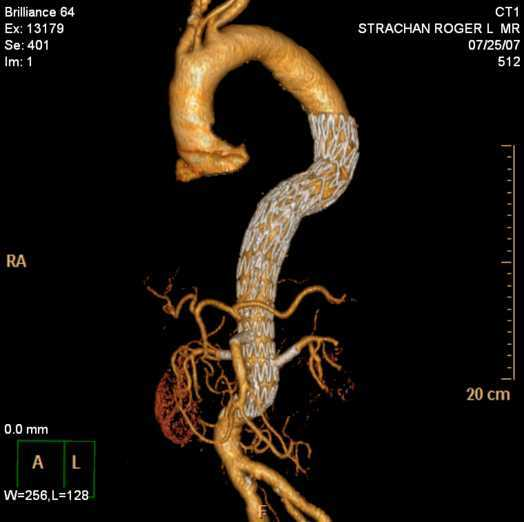 Brilliance 64
Ex: 13179
Se: 401
Im: 1
CT1
STRACHAN ROGER L MR
07/25/07
512
RA
20 cm
0.0 mm
A L
W=256,L=128
F